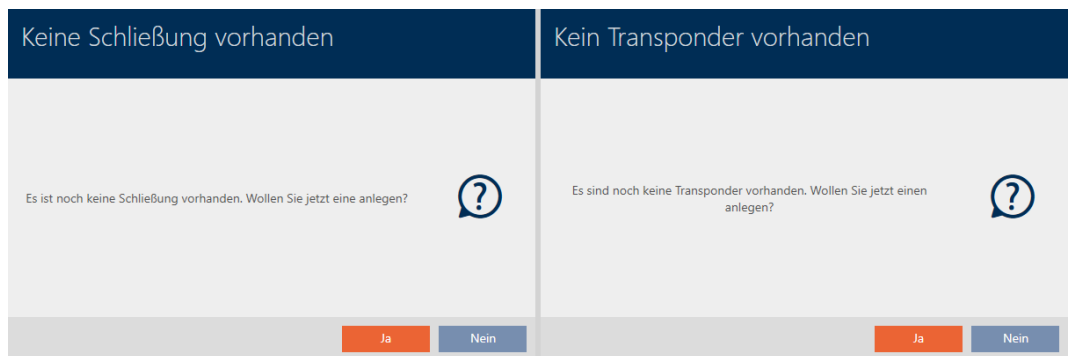 Keine Schließung vorhanden
Es ist noch keine Schließung vorhanden. Wollen Sie jetzt eine anlegen?
Ja
Nein
Kein Transponder vorhanden
Es sind noch keine Transponder vorhanden. Wollen Sie jetzt einen
anlegen?
Ja
Nein